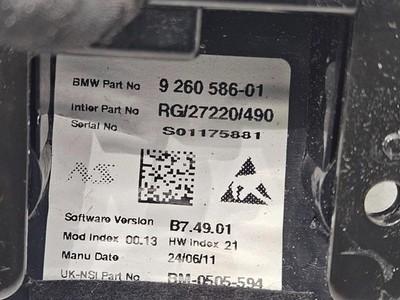 BMW Part No 9 260 586-01
Intier Part No RG/27220/490
Serial No S01175881
AS
Software Version B7.49.01
Mod Index 00.13 HW Index 21
Manu Date 24/06/11
UK-NSI Part No BM-0505-594